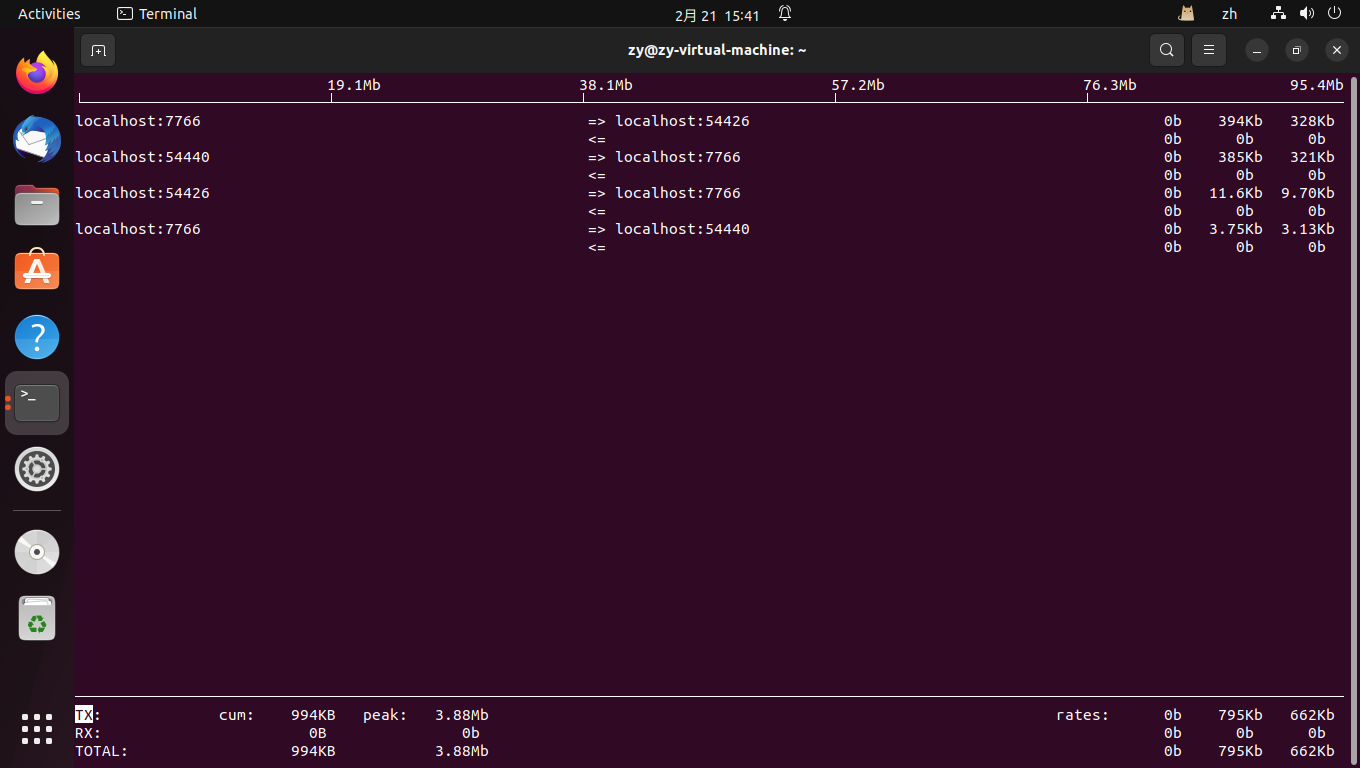 Activities Terminal 2月 21 15:41 zh
zy@zy-virtual-machine: ~
19.1Mb 38.1Mb 57.2Mb 76.3Mb 95.4Mb
localhost:7766 => localhost:54426 0b 394Kb 328Kb
<= 0b 0b 0b
localhost:54440 => localhost:7766 0b 385Kb 321Kb
<= 0b 0b 0b
localhost:54426 => localhost:7766 0b 11.6Kb 9.70Kb
<= 0b 0b 0b
localhost:7766 => localhost:54440 0b 3.75Kb 3.13Kb
<= 0b 0b 0b
TX: cum: 994KB peak: 3.88Mb rates: 0b 795Kb 662Kb
RX: 0B 0b 0b 0b 0b
TOTAL: 994KB 3.88Mb 0b 795Kb 662Kb